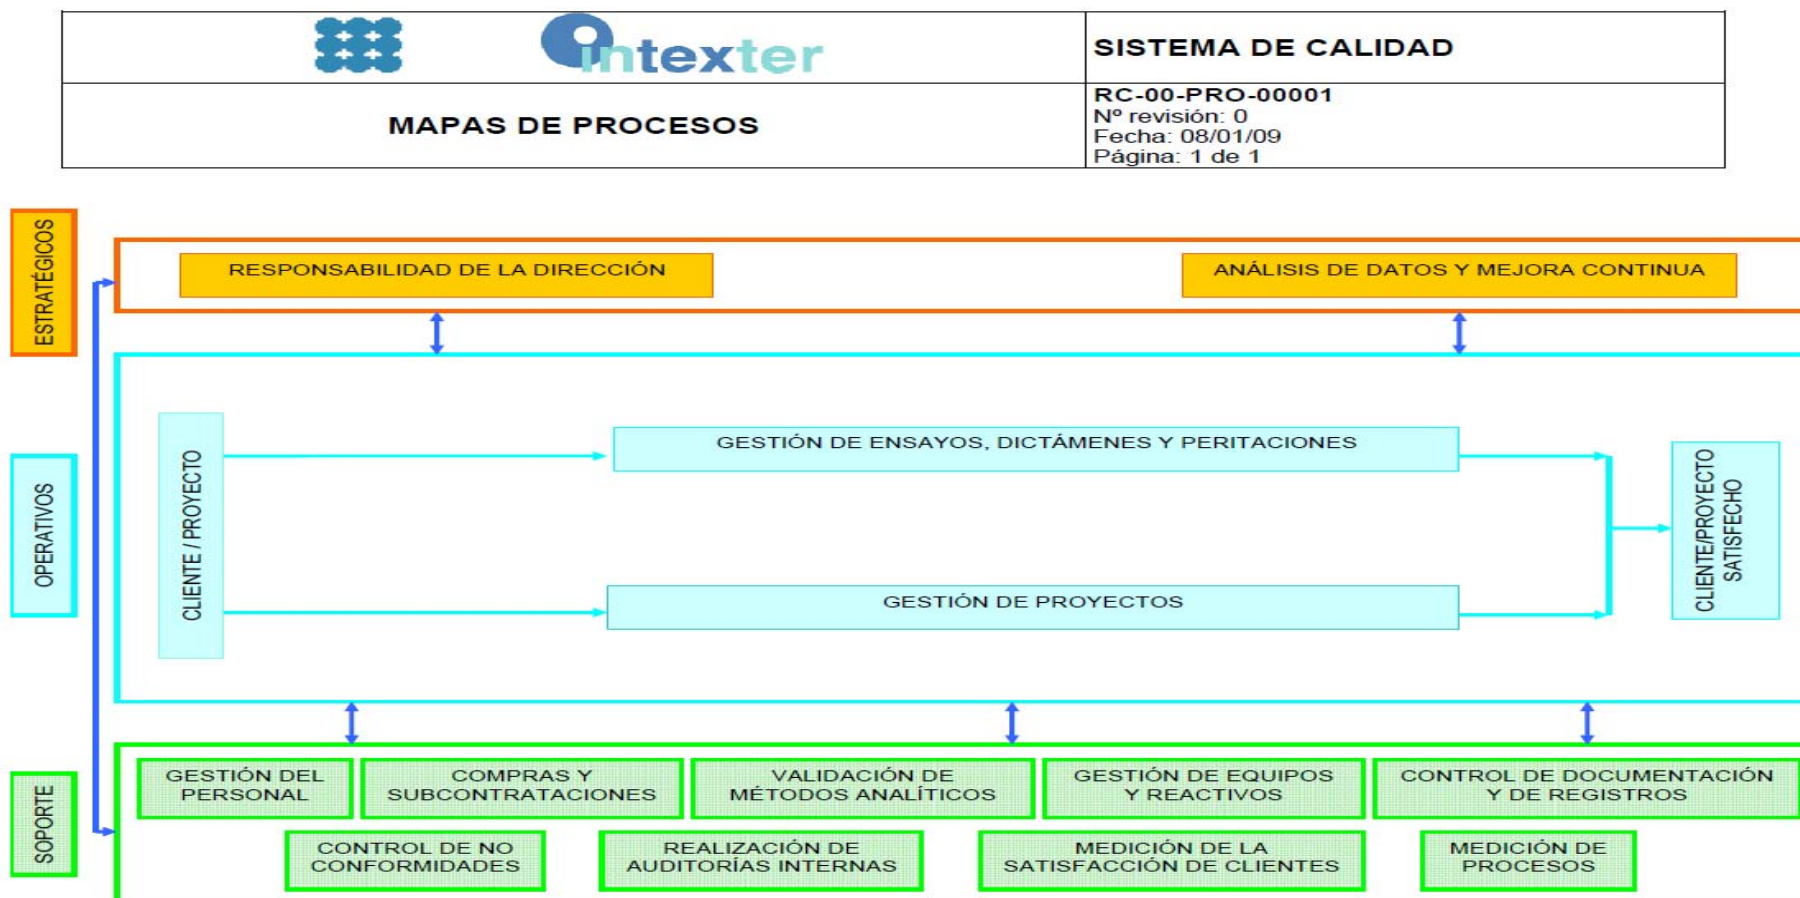 intexter
SISTEMA DE CALIDAD
MAPAS DE PROCESOS
RC-00-PRO-00001
Nº revisión: 0
Fecha: 08/01/09
Página: 1 de 1
ESTRATÉGICOS
RESPONSABILIDAD DE LA DIRECCIÓN
ANÁLISIS DE DATOS Y MEJORA CONTINUA
OPERATIVOS
CLIENTE / PROYECTO
GESTIÓN DE ENSAYOS, DICTÁMENES Y PERITACIONES
GESTIÓN DE PROYECTOS
CLIENTE/PROYECTO
SATISFECHO
SOPORTE
GESTIÓN DEL
PERSONAL
COMPRAS Y
SUBCONTRATACIONES
VALIDACIÓN DE
MÉTODOS ANALÍTICOS
GESTIÓN DE EQUIPOS
Y REACTIVOS
CONTROL DE DOCUMENTACIÓN
Y DE REGISTROS
CONTROL DE NO
CONFORMIDADES
REALIZACIÓN DE
AUDITORÍAS INTERNAS
MEDICIÓN DE LA
SATISFACCIÓN DE CLIENTES
MEDICIÓN DE
PROCESOS